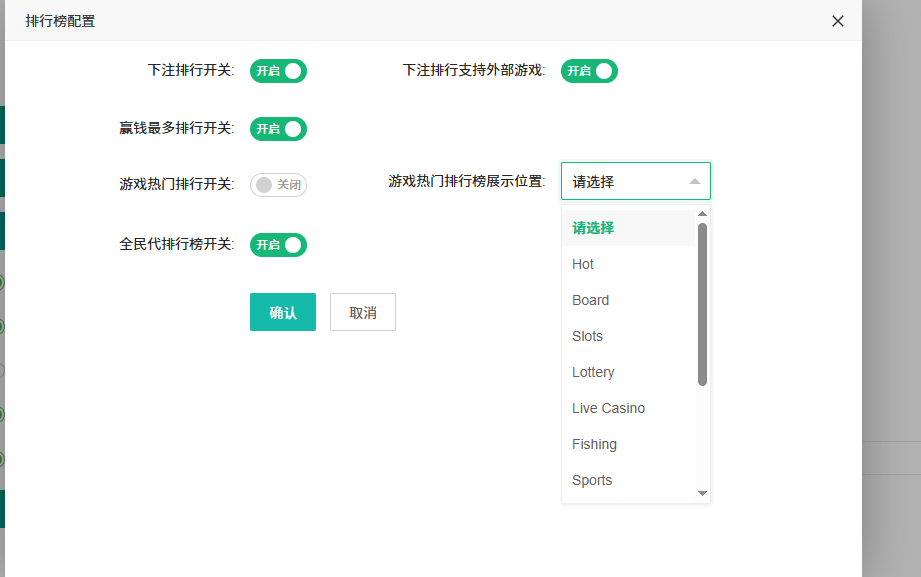 排行榜配置
下注排行开关: 开启 下注排行支持外部游戏: 开启
赢钱最多排行开关: 开启
游戏热门排行开关: 关闭 游戏热门排行榜展示位置: 请选择
请选择
全民代排行榜开关: 开启
Hot
Board
确认 取消
Slots
Lottery
Live Casino
Fishing
Sports